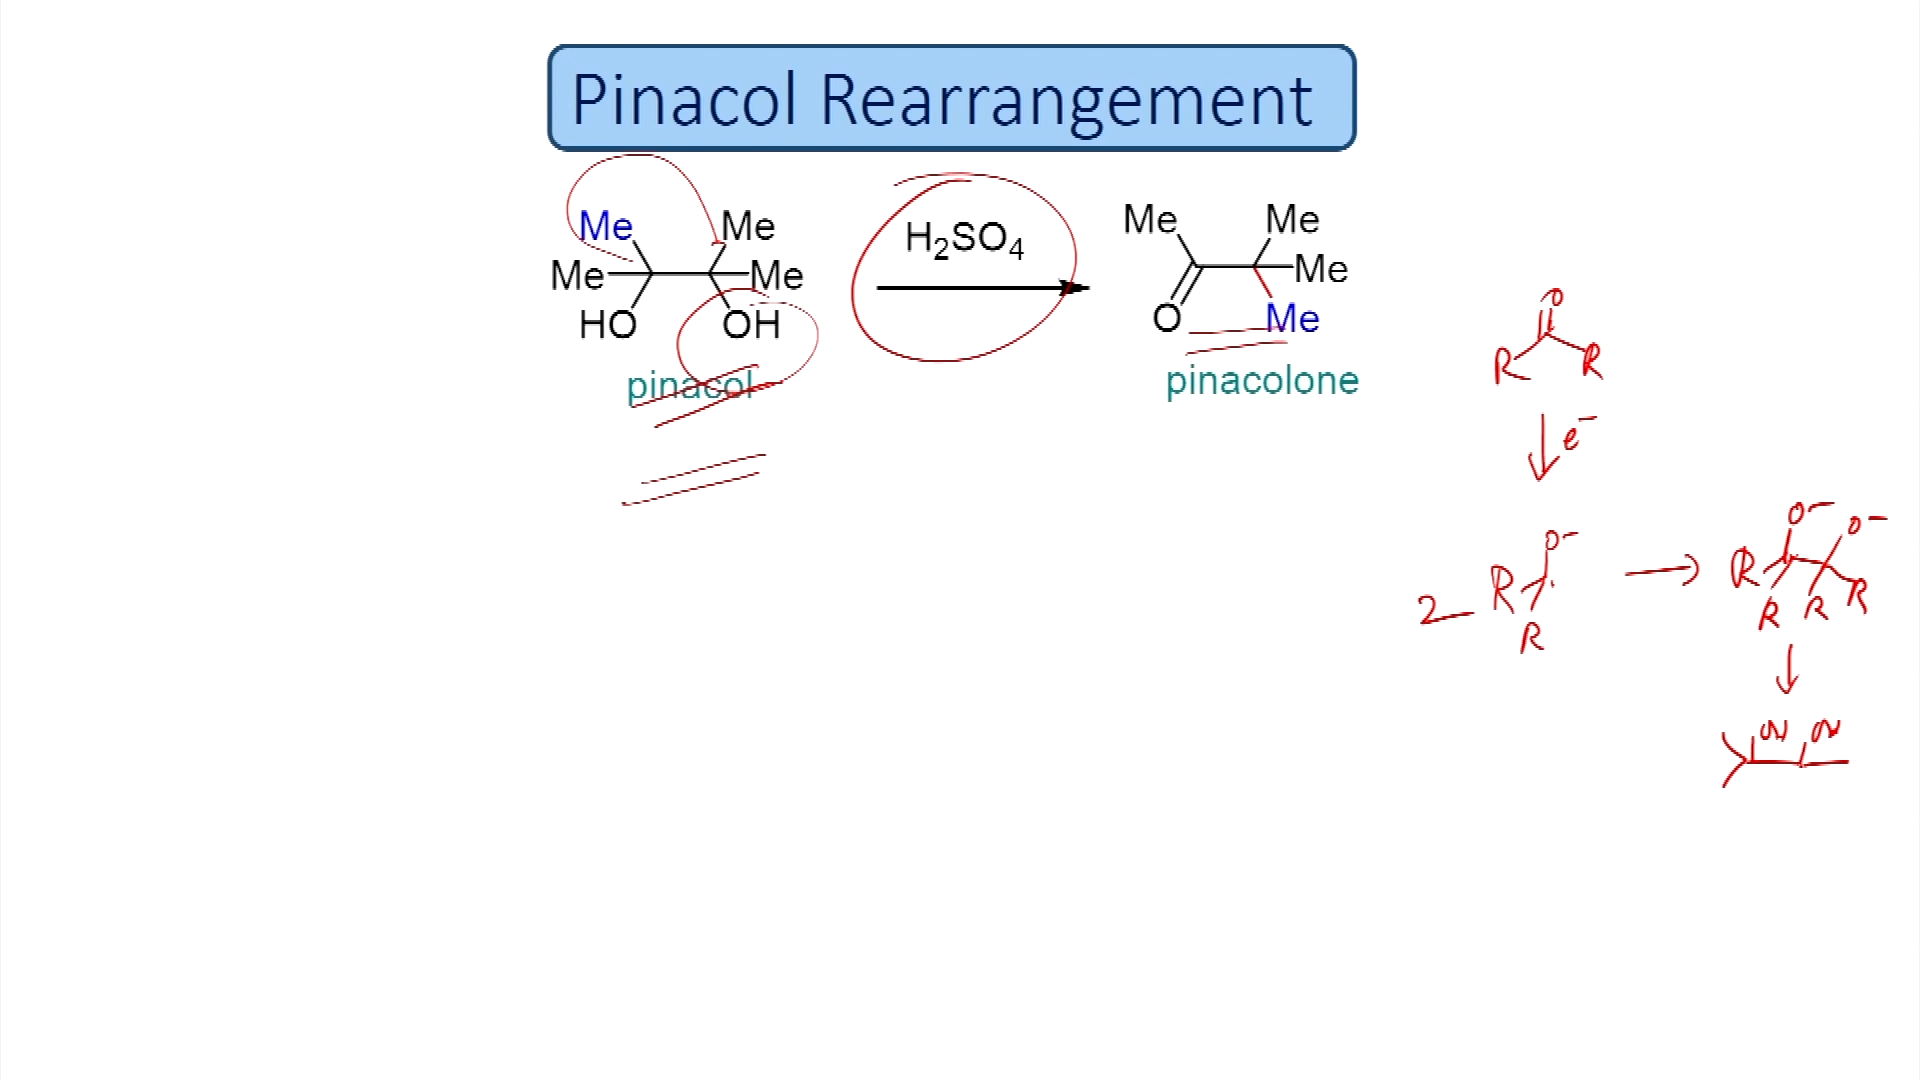 Pinacol Rearrangement
Me Me Me Me
Me Me H₂SO₄ Me
HO OH O Me
pinacol pinacolone
O
R R
e⁻
O⁻ O⁻ O⁻
2 R R
R R R R